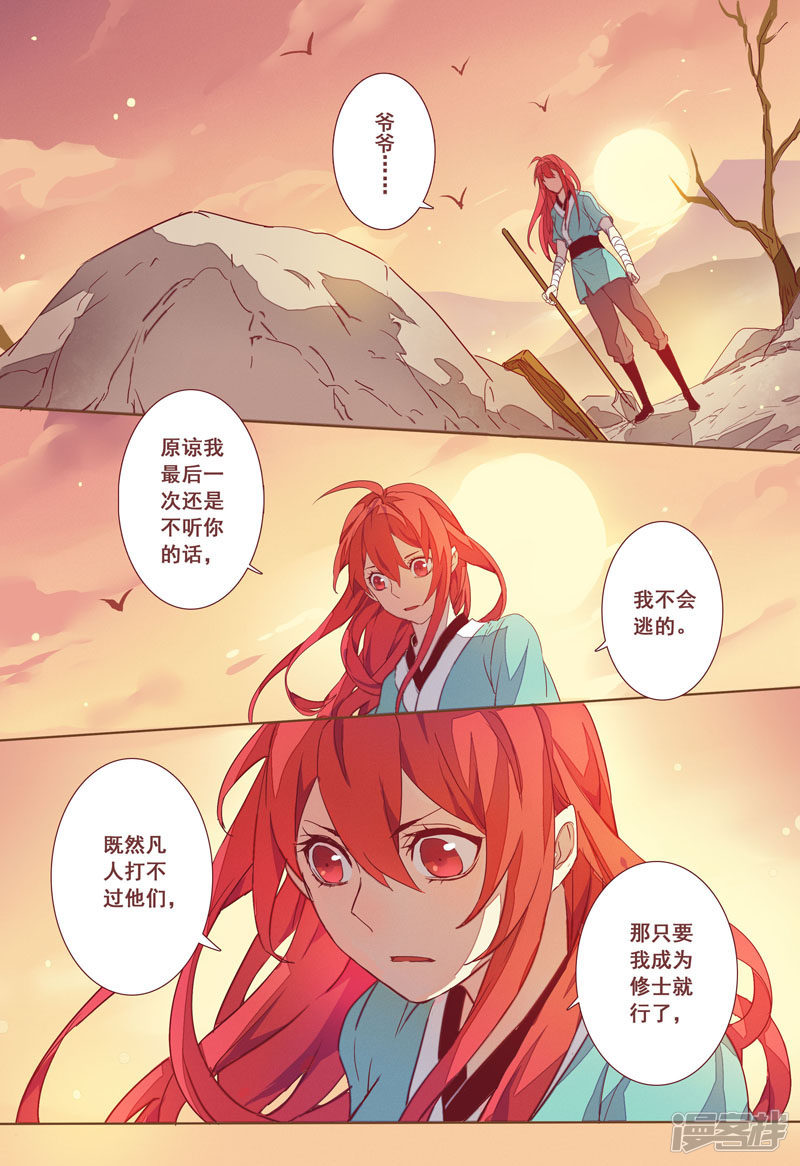 爷爷……
原谅我
最后一
次还是
不听你
的话，
我不会
逃的。
既然凡
人打不
过他们，
那只要
我成为
修士就
行了，
漫客栈